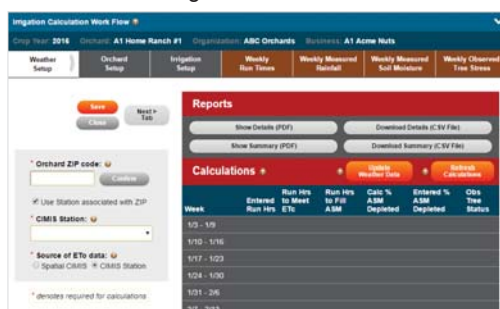 Irrigation Calculation Work Flow
Crop Year: 2016 Orchard: A1 Home Ranch #1 Organization: ABC Orchards Business: A1 Acme Nuts
Weather Setup
Orchard Setup
Irrigation Setup
Weekly Run Times
Weekly Measured Rainfall
Weekly Measured Soil Moisture
Weekly Observed Tree Stress
Save
Close
Next Tab
* Orchard ZIP code:
Confirm
Use Station associated with ZIP
* CIMIS Station:
* Source of ETo data:
Spatial CIMIS CIMIS Station
* denotes required for calculations
Reports
Show Details (PDF) Download Details (CSV File)
Show Summary (PDF) Download Summary (CSV File)
Calculations
Update Weather Data
Refresh Calculations
Week
Entered Run Hrs
Run Hrs to Meet ETc
Run Hrs to Fill ASM
Calc % ASM Depleted
Entered % ASM Depleted
Obs Tree Status
1/3 - 1/9
1/10 - 1/16
1/17 - 1/23
1/24 - 1/30
1/31 - 2/6